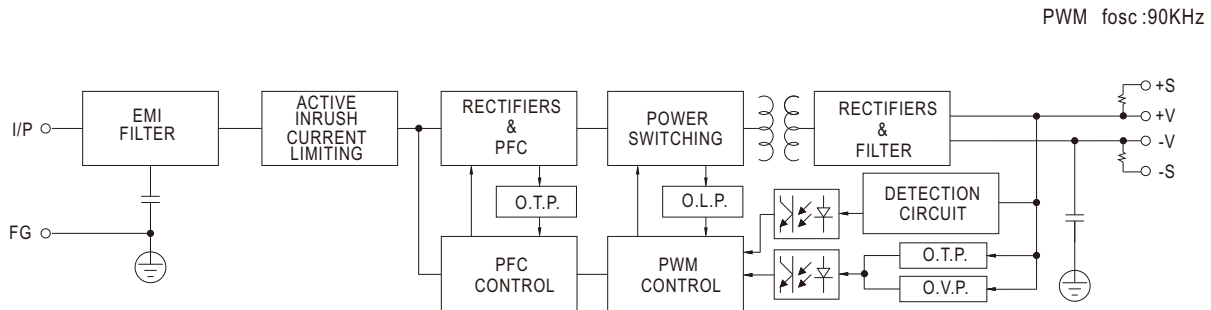 PWM fosc :90KHz
I/P
EMI
FILTER
ACTIVE
INRUSH
CURRENT
LIMITING
RECTIFIERS
&
PFC
POWER
SWITCHING
RECTIFIERS
&
FILTER
+S
+V
-V
-S
O.T.P.
O.L.P.
DETECTION
CIRCUIT
FG
PFC
CONTROL
PWM
CONTROL
O.T.P.
O.V.P.